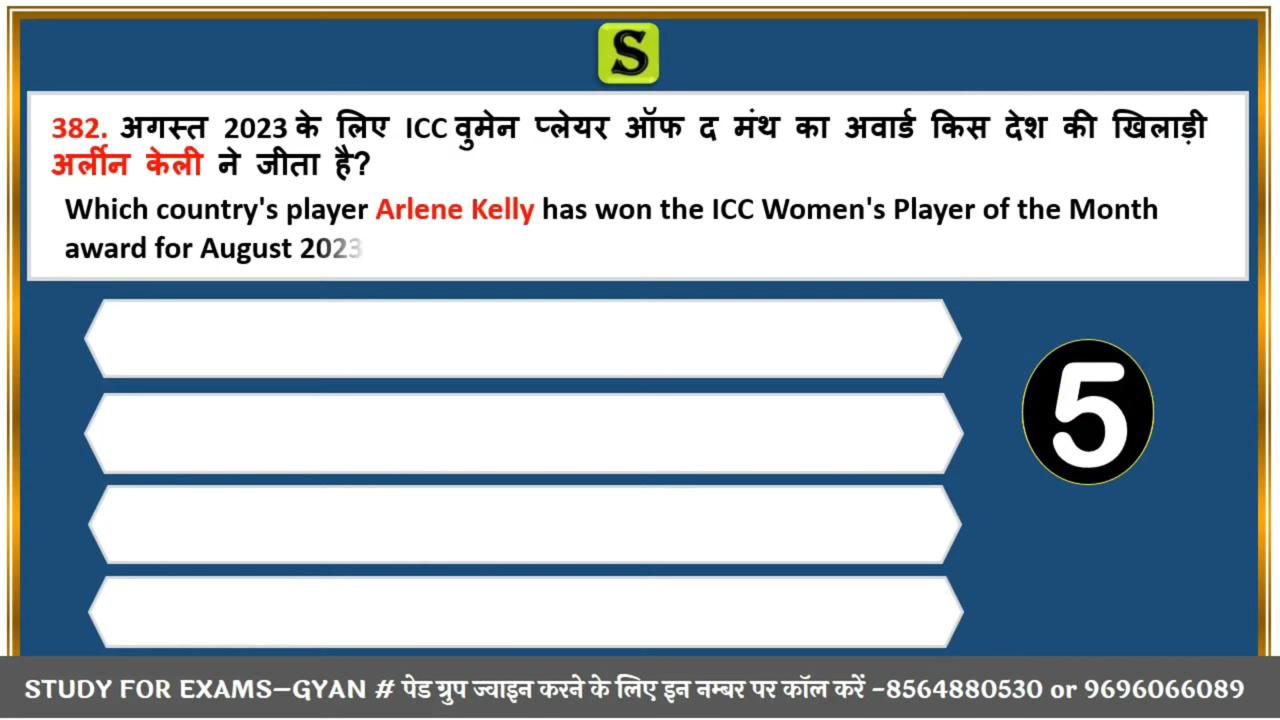 S
382. अगस्त 2023 के लिए ICC वुमेन प्लेयर ऑफ द मंथ का अवार्ड किस देश की खिलाड़ी
अर्लीन केली ने जीता है?
Which country's player Arlene Kelly has won the ICC Women's Player of the Month
award for August 2023
5
STUDY FOR EXAMS–GYAN # पेड ग्रुप ज्वाइन करने के लिए इन नम्बर पर कॉल करें –8564880530 or 9696066089